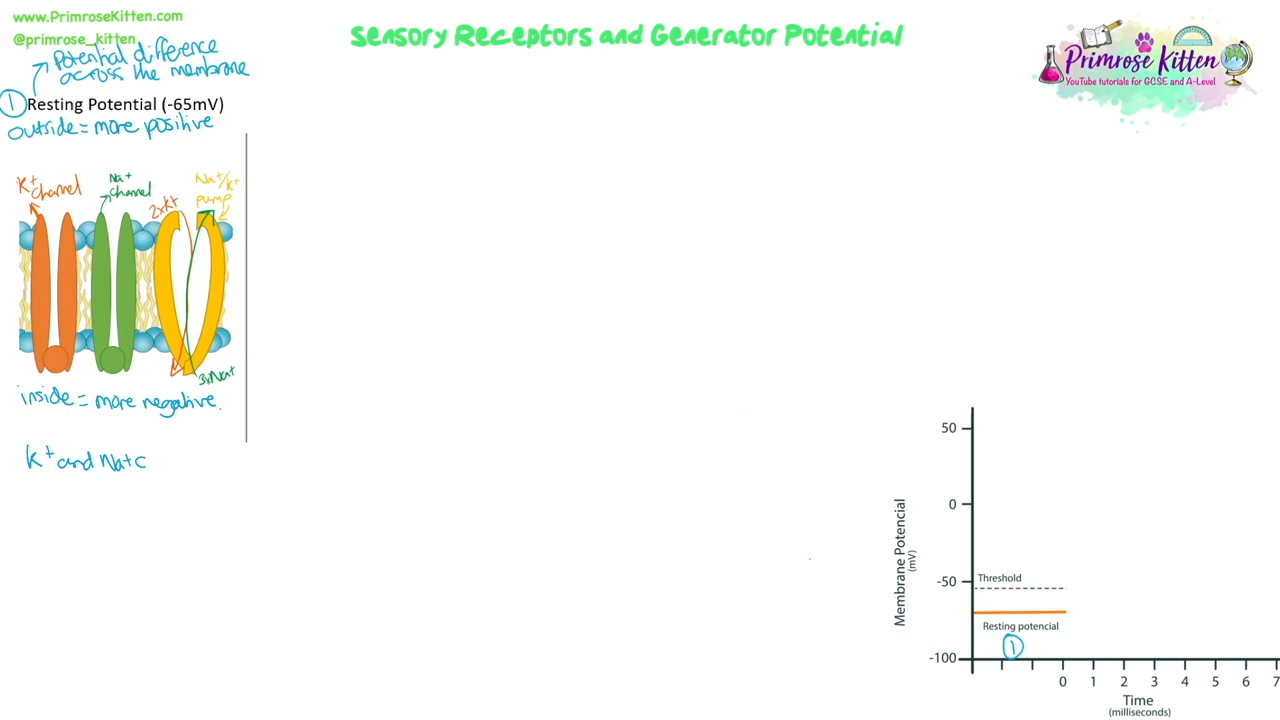 www.PrimroseKitten.com
@primrose_kitten
Sensory Receptors and Generator Potential
Primrose Kitten
YouTube tutorials for GCSE and A-Level
Potential difference
across the membrane
1 Resting Potential (-65mV)
outside = more positive
K+ channel
Na+ channel
Na+/K+ pump
2xK+
3xNa+
inside = more negative.
K+ and Na+ c
50
0
-50
-100
Membrane Potencial
(mV)
Threshold
Resting potencial
1
0 1 2 3 4 5 6 7
Time
(milliseconds)